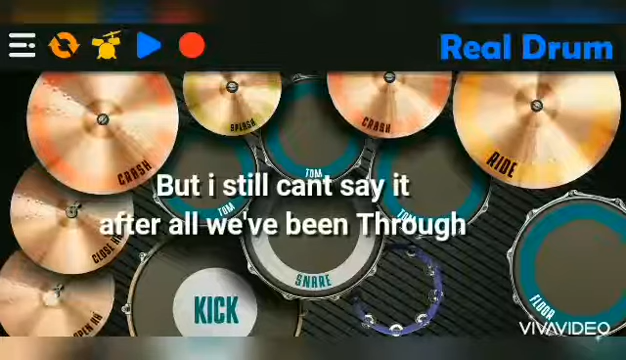 Real Drum
CRASH
SPLASH
CRASH
RIDE
TOM
TOM
TOM
But i still cant say it
after all we've been Through
CLOSE HH
SNARE
KICK
OPEN HH
FLOOR
VIVAVIDEO